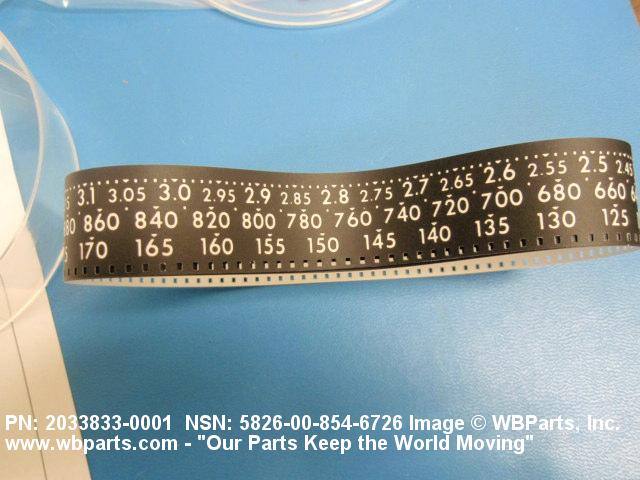 3.1 3.05 3.0 2.95 2.9 2.85 2.8 2.75 2.7 2.65 2.6 2.55 2.5 2.45
860 840 820 800 780 760 740 720 700 680 660
170 165 160 155 150 145 140 135 130 125
PN: 2033833-0001 NSN: 5826-00-854-6726 Image © WBParts, Inc.
www.wbparts.com - "Our Parts Keep the World Moving"